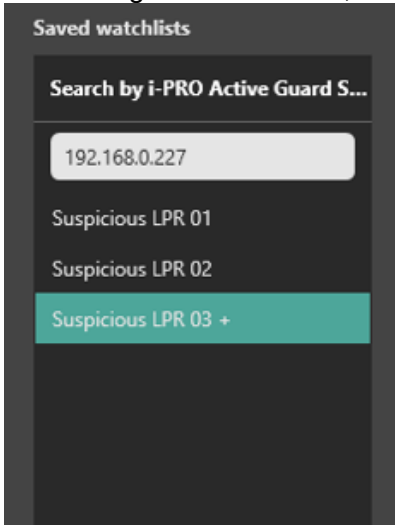 Saved watchlists
Search by i-PRO Active Guard S...
192.168.0.227
Suspicious LPR 01
Suspicious LPR 02
Suspicious LPR 03 +